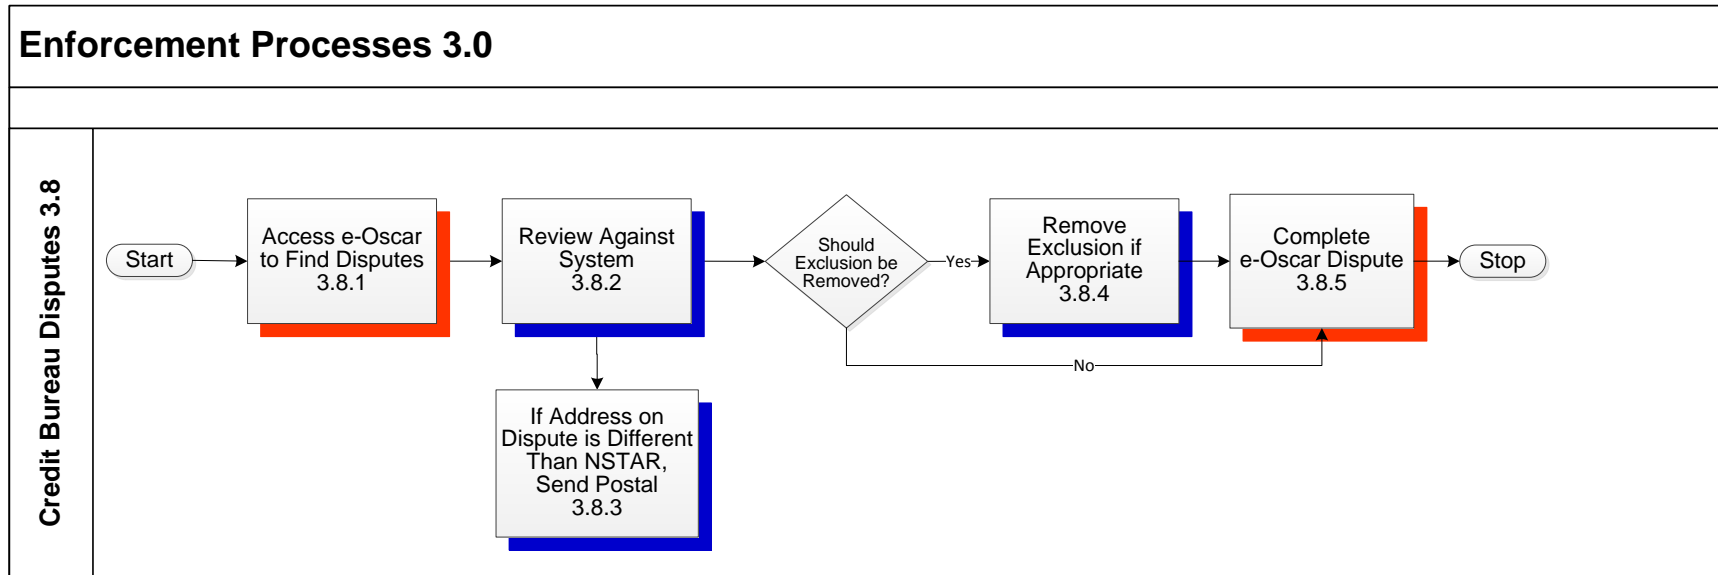 Enforcement Processes 3.0
Credit Bureau Disputes 3.8
Start
Access e-Oscar
to Find Disputes
3.8.1
Review Against
System
3.8.2
Should
Exclusion be
Removed?
Yes
Remove
Exclusion if
Appropriate
3.8.4
Complete
e-Oscar Dispute
3.8.5
Stop
No
If Address on
Dispute is Different
Than NSTAR,
Send Postal
3.8.3